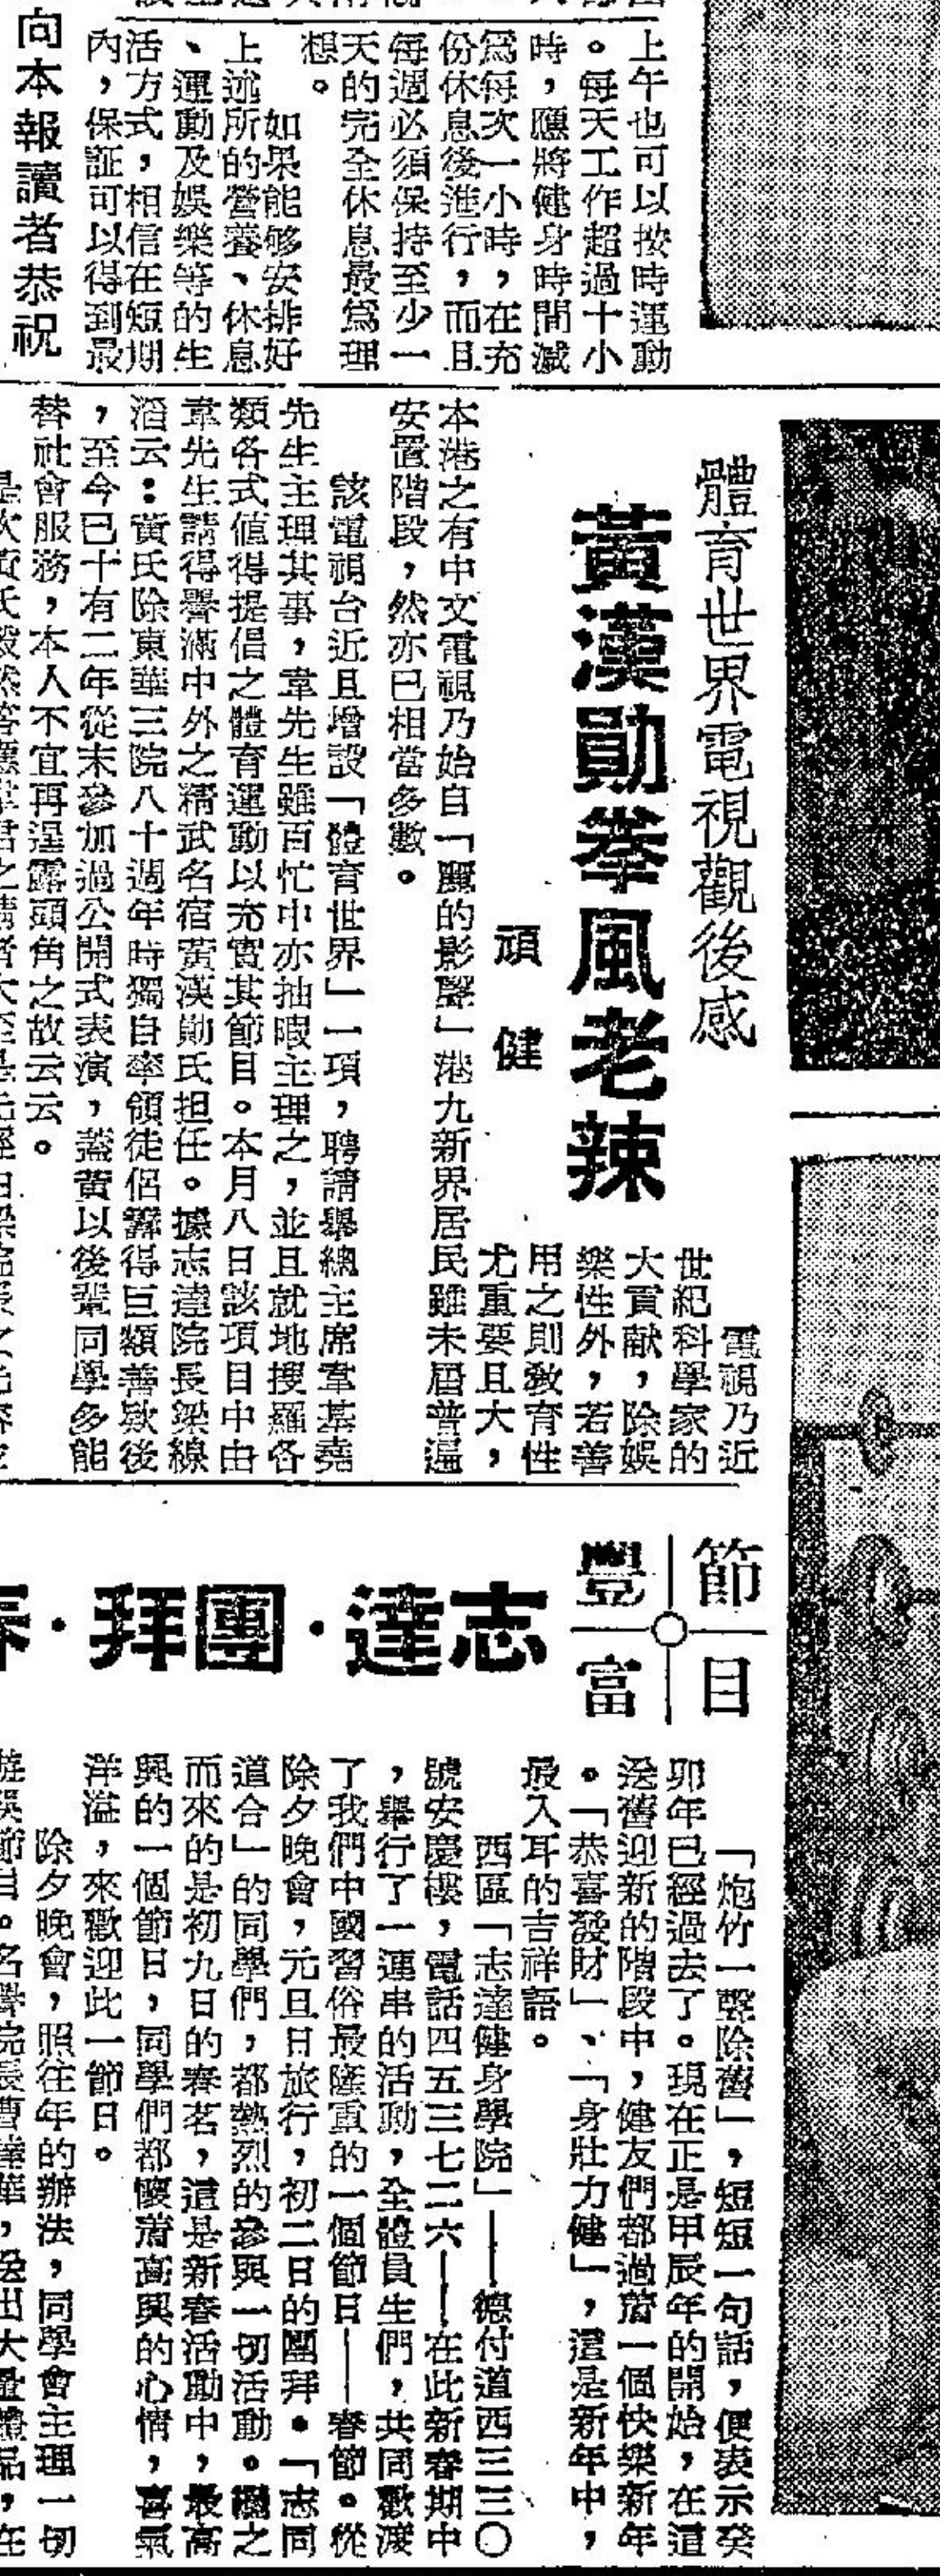 上午也可以按時運動
。每天工作超過十小
時，應將健身時間減
為每次一小時，在充
份休息後進行，而且
每週必須保持至少一
天的完全休息最為理
想。
如果能够安排好
上述所的營養、休息
、運動及娛樂等的生
活方式，相信在短期
內，保証可以得到最
向本報讀者恭祝
體育世界電視觀後感
黃漢勛拳風老辣
頑健
電視乃近
世紀科學家的
大貢献，除娛
樂性外，若善
用之則教育性
尤重要且大，
本港之有中文電視乃始自「麗的影聲」港九新界居民雖未屆普遍
安置階段，然亦已相當多數。
該電視台近且增設「體育世界」一項，聘請舉總主席韋基堯
先生主理其事，韋先生雖百忙中亦抽暇主理之，並且就地搜羅各
類各式值得提倡之體育運動以充實其節目。本月八日該項目中由
韋先生請得譽滿中外之精武名宿黃漢勛氏担任。據志達院長梁線
滔云：黃氏除東華三院八十週年時獨自率領徒侶籌得巨額善欵後
，至今已十有二年從未參加過公開式表演，蓋黃以後輩同學多能
替社會服務，本人不宜再逞露頭角之故云云。
節目豐富
志達·團拜·春
「炮竹一聲除舊」，短短一句話，便表示癸
卯年已經過去了。現在正是甲辰年的開始，在這
送舊迎新的階段中，健友們都過着一個快樂新年
。「恭喜發財」、「身壯力健」，這是新年中，
最入耳的吉祥語。
西區「志達健身學院」——德付道西三三〇
號安慶樓，電話四五三七二六——在此新春期中
，舉行了一連串的活動，全體員生們，共同歡渡
了我們中國習俗最隆重的一個節日——春節。從
除夕晚會，元旦日旅行，初二日的團拜。「志同
道合」的同學們，都熱烈的參與一切活動。繼之
而來的是初九日的春茗，這是新春活動中，最高
興的一個節日，同學們都懷着高興的心情，喜氣
洋溢，來歡迎此一節日。
除夕晚會，照往年的辦法，同學會主理一切